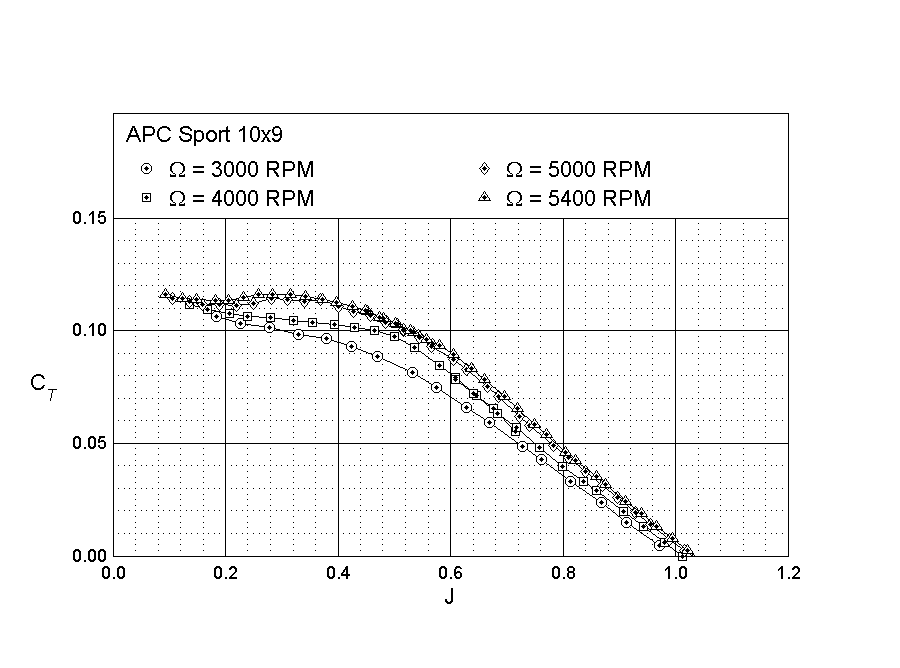 APC Sport 10x9
Ω = 3000 RPM
Ω = 5000 RPM
Ω = 4000 RPM
Ω = 5400 RPM
0.15
0.10
C_T
0.05
0.00
0.0 0.2 0.4 0.6 0.8 1.0 1.2
J